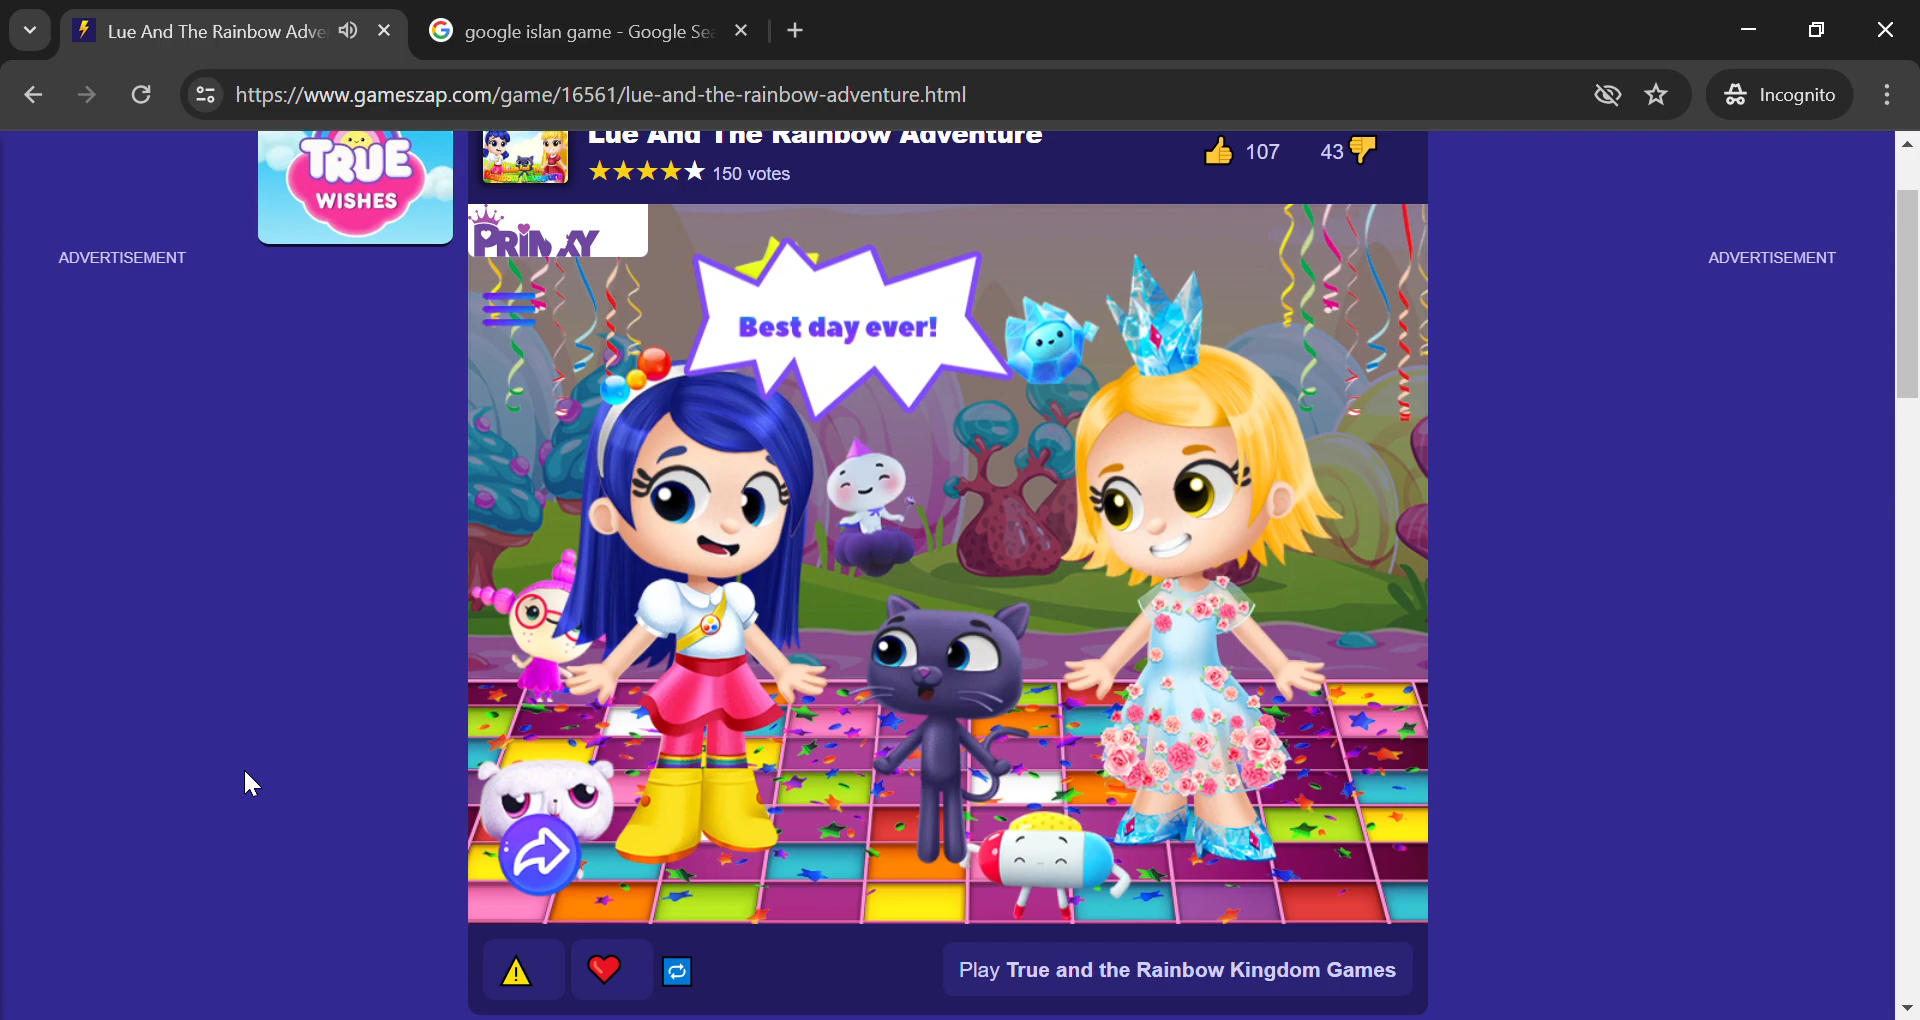 Lue And The Rainbow Adve
google islan game - Google Sea
https://www.gameszap.com/game/16561/lue-and-the-rainbow-adventure.html
Incognito
TRUE
WISHES
Lue And The Rainbow Adventure
150 votes
107
43
ADVERTISEMENT
ADVERTISEMENT
Best day ever!
Play True and the Rainbow Kingdom Games